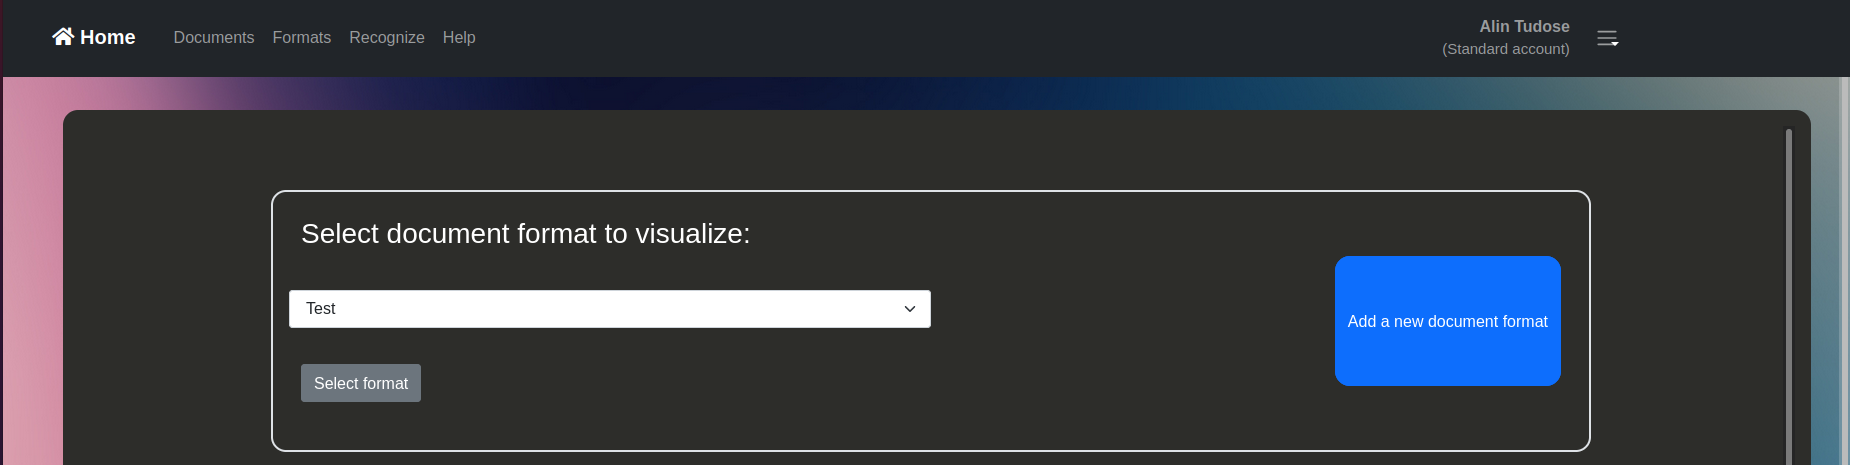 Home Documents Formats Recognize Help
Alin Tudose
(Standard account)
Select document format to visualize:
Test
Add a new document format
Select format